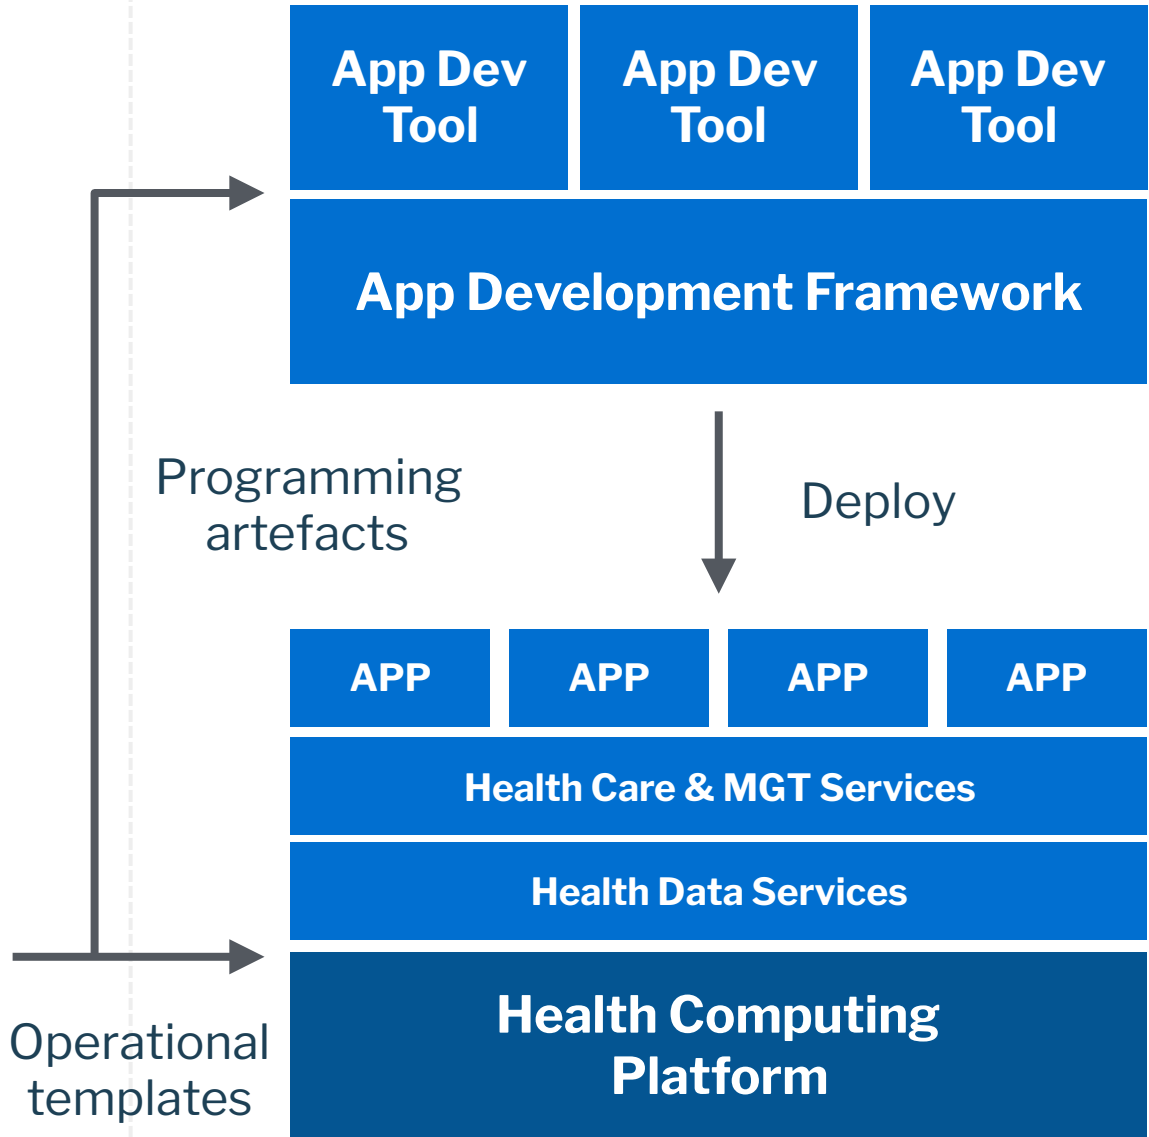 App Dev
Tool
App Dev
Tool
App Dev
Tool
App Development Framework
Programming
artefacts
Deploy
APP
APP
APP
APP
Health Care & MGT Services
Health Data Services
Health Computing
Platform
Operational
templates